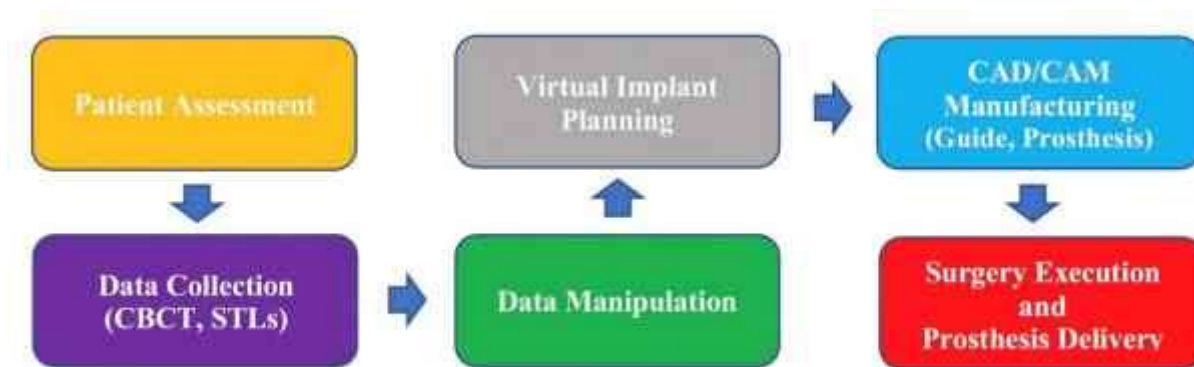 Patient Assessment
Data Collection
(CBCT, STLs)
Data Manipulation
Virtual Implant
Planning
CAD/CAM
Manufacturing
(Guide, Prosthesis)
Surgery Execution
and
Prosthesis Delivery